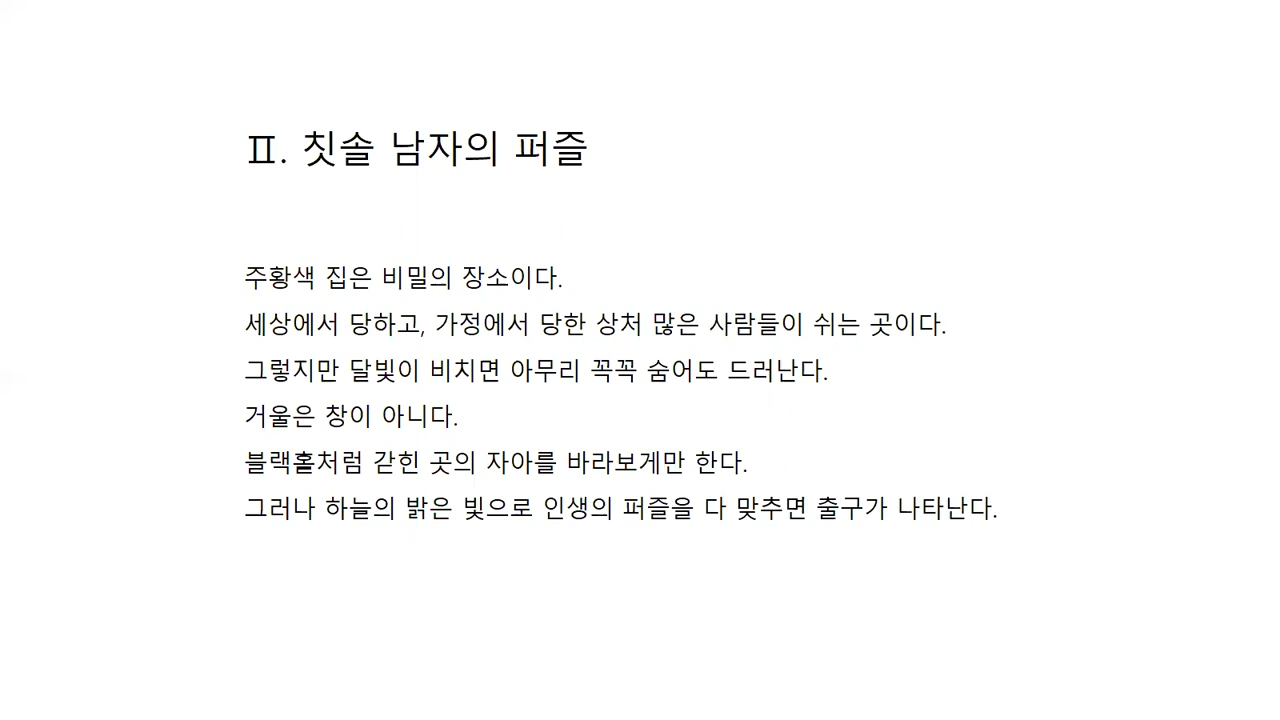 Ⅱ. 칫솔 남자의 퍼즐
주황색 집은 비밀의 장소이다.
세상에서 당하고, 가정에서 당한 상처 많은 사람들이 쉬는 곳이다.
그렇지만 달빛이 비치면 아무리 꼭꼭 숨어도 드러난다.
거울은 창이 아니다.
블랙홀처럼 갇힌 곳의 자아를 바라보게만 한다.
그러나 하늘의 밝은 빛으로 인생의 퍼즐을 다 맞추면 출구가 나타난다.